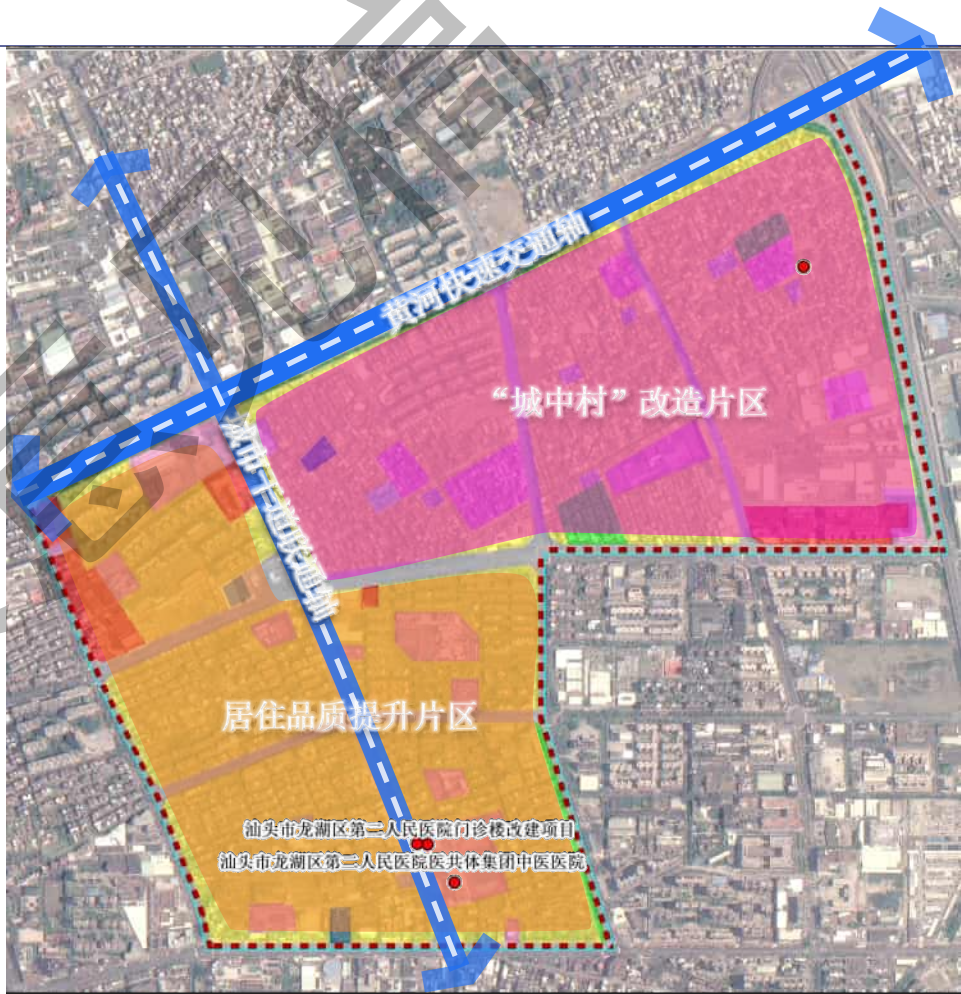 黄河快速交通轴
“城中村”改造片区
城市干道联通轴
居住品质提升片区
汕头市龙湖区第二人民医院门诊楼改建项目
汕头市龙湖区第二人民医院医共体集团中医医院